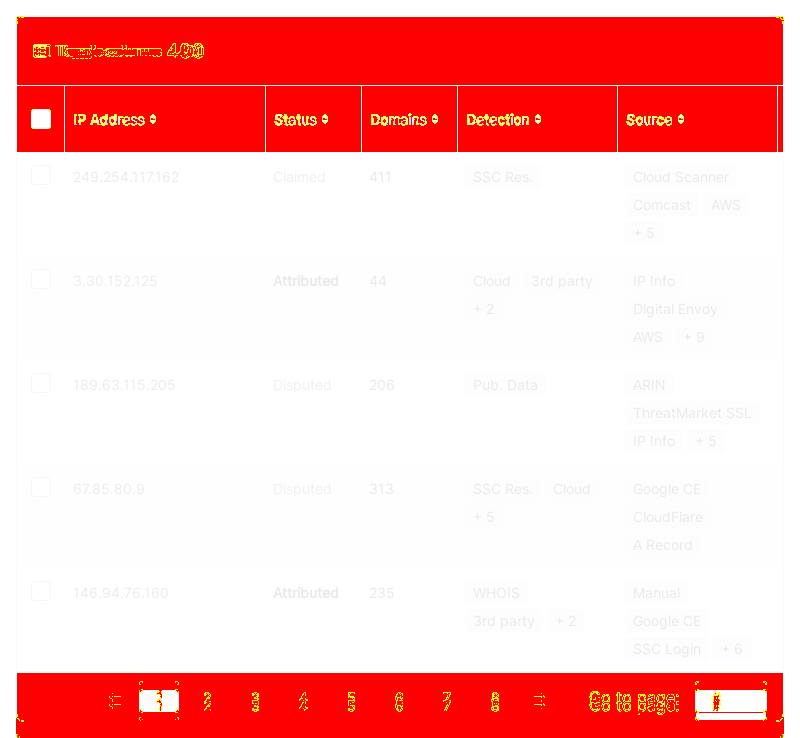 IP Address Status Domains Detection Source
249.254.117.162 Claimed 411 SSC Res. Cloud Scanner
Comcast AWS
+ 5
3.30.152.125 Attributed 44 Cloud 3rd party IP Info
+ 2 Digital Envoy
AWS + 9
189.63.115.205 Disputed 206 Pub. Data ARIN
ThreatMarket SSL
IP Info + 5
67.85.80.9 Disputed 313 SSC Res. Cloud Google CE
+ 5 CloudFlare
A Record
146.94.76.160 Attributed 235 WHOIS Manual
3rd party + 2 Google CE
SSC Login + 6
1 2 3 4 5 6 7 8 Go to page: #